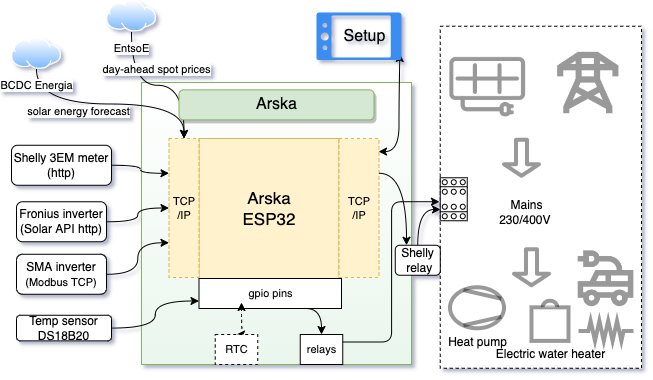 EntsoE
day-ahead spot prices
Setup
BCDC Energia
solar energy forecast
Arska
Shelly 3EM meter
(http)
Fronius inverter
(Solar API http)
SMA inverter
(Modbus TCP)
Temp sensor
DS18B20
TCP
/IP
Arska
ESP32
TCP
/IP
gpio pins
RTC
relays
Shelly
relay
Mains
230/400V
Heat pump
Electric water heater